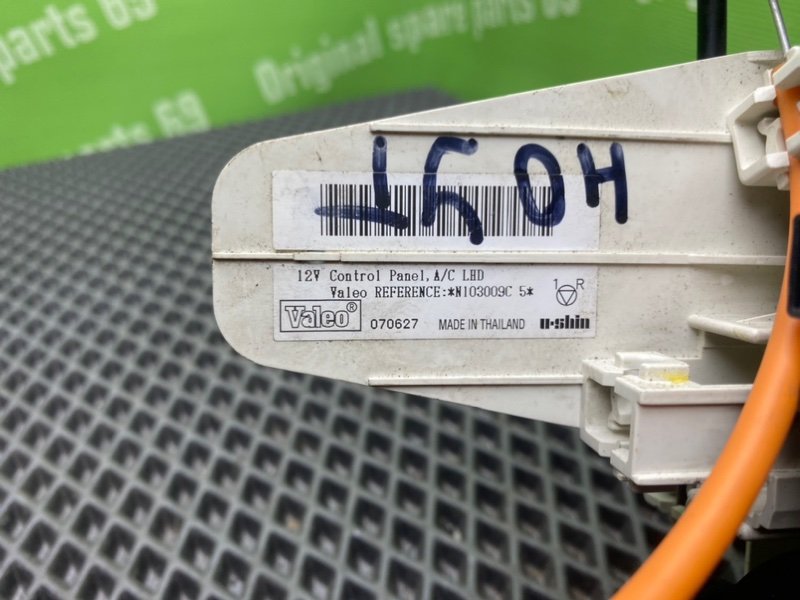 parts 69
Original spare parts 69
parts 69
12V Control Panel,A/C LHD
Valeo REFERENCE:*N103009C 5*
1 R
Valeo®
070627 MADE IN THAILAND u-shin